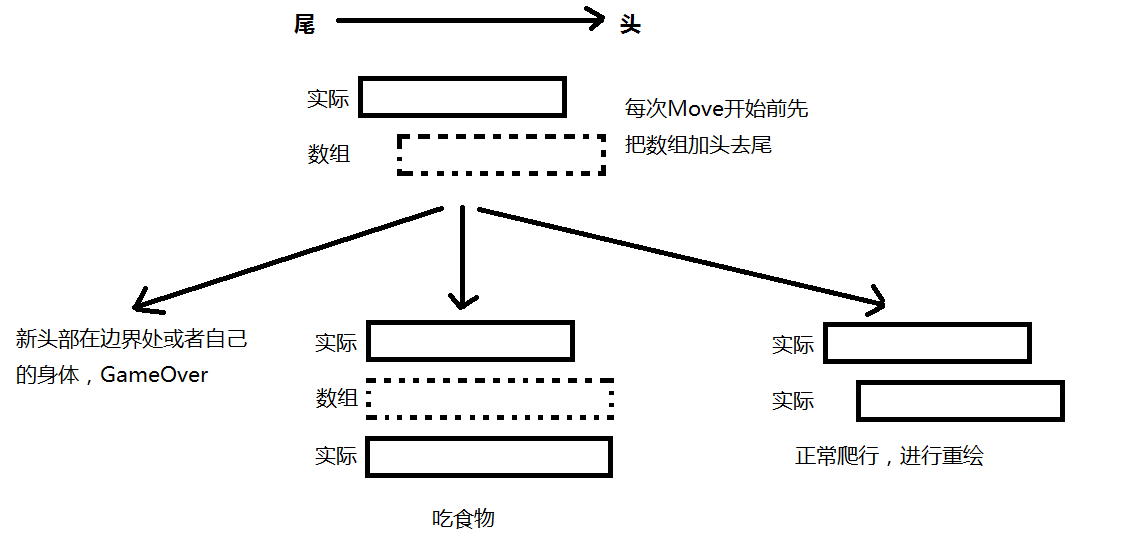 尾 头
实际
每次Move开始前先
把数组加头去尾
数组
新头部在边界处或者自己
的身体，GameOver
实际
数组
实际
吃食物
实际
实际
正常爬行，进行重绘